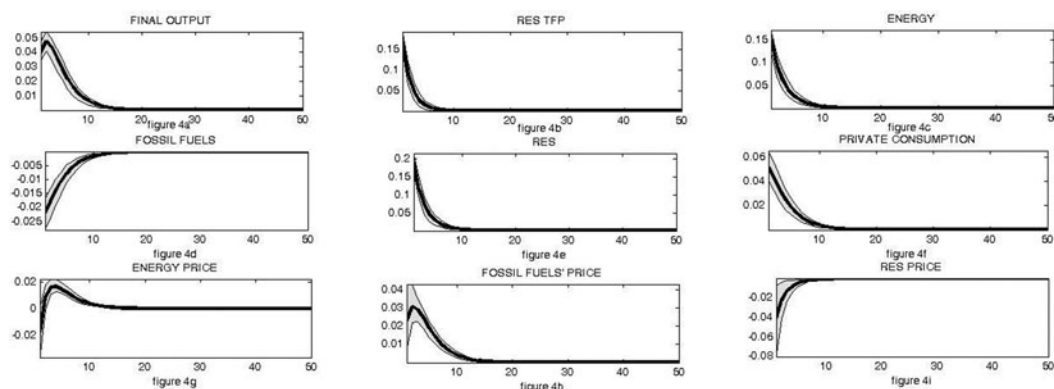 FINAL OUTPUT
0.05
0.04
0.03
0.02
0.01
10 20 30 40 50
figure 4a
RES TFP
0.15
0.1
0.05
10 20 30 40 50
figure 4b
ENERGY
0.15
0.10
0.05
10 20 30 40 50
figure 4c
FOSSIL FUELS
-0.005
-0.01
-0.015
-0.02
-0.025
10 20 30 40 50
figure 4d
RES
0.2
0.15
0.1
0.05
10 20 30 40 50
figure 4e
PRIVATE CONSUMPTION
0.06
0.04
0.02
10 20 30 40 50
figure 4f
ENERGY PRICE
0.02
0
-0.02
10 20 30 40 50
figure 4g
FOSSIL FUELS' PRICE
0.04
0.03
0.02
0.01
10 20 30 40 50
figure 4h
RES PRICE
-0.02
-0.04
-0.06
-0.08
10 20 30 40 50
figure 4i